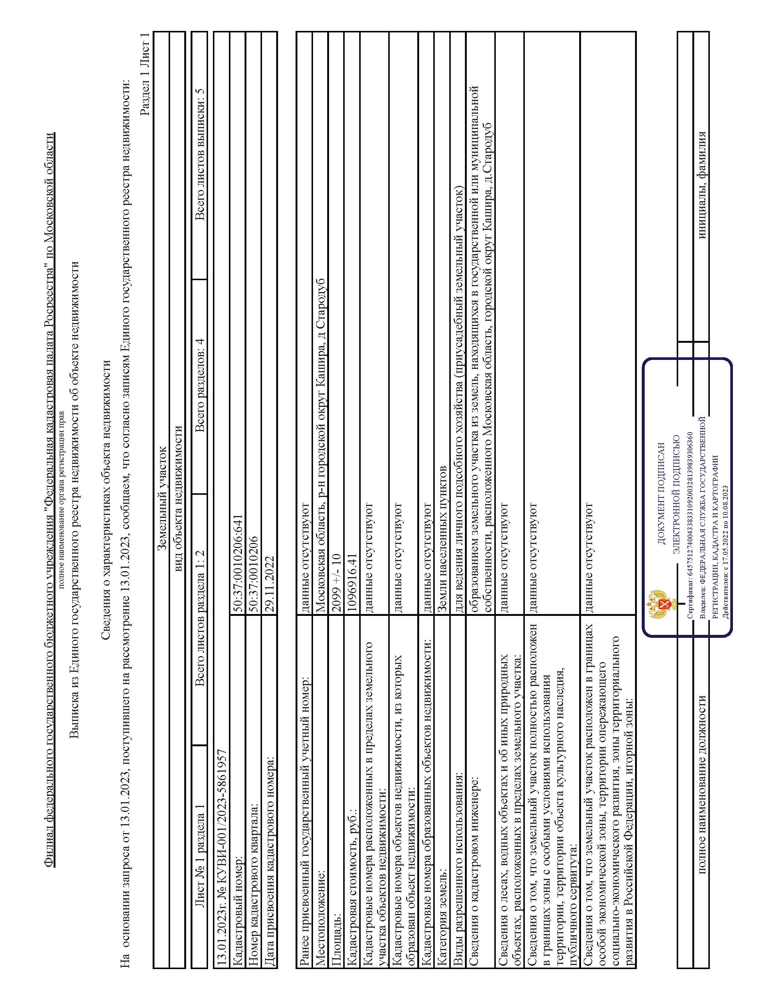 Филиал федерального государственного бюджетного учреждения "Федеральная кадастровая палата Росреестра" по Московской области
полное наименование органа регистрации прав
Выписка из Единого государственного реестра недвижимости об объекте недвижимости
Сведения о характеристиках объекта недвижимости
На основании запроса от 13.01.2023, поступившего на рассмотрение 13.01.2023, сообщаем, что согласно записям Единого государственного реестра недвижимости:
Раздел 1 Лист 1
Земельный участок
вид объекта недвижимости
Лист № 1 раздела 1 Всего листов раздела 1: 2 Всего разделов: 4 Всего листов выписки: 5
13.01.2023г. № КУВИ-001/2023-5861957
Кадастровый номер: 50:37:0010206:641
Номер кадастрового квартала: 50:37:0010206
Дата присвоения кадастрового номера: 29.11.2022
Ранее присвоенный государственный учетный номер: данные отсутствуют
Местоположение: Московская область, р-н городской округ Кашира, д Стародуб
Площадь: 2099 +/- 10
Кадастровая стоимость, руб.: 1096916.41
Кадастровые номера расположенных в пределах земельного данные отсутствуют
участка объектов недвижимости:
Кадастровые номера объектов недвижимости, из которых данные отсутствуют
образован объект недвижимости:
Кадастровые номера образованных объектов недвижимости: данные отсутствуют
Категория земель: Земли населенных пунктов
Виды разрешенного использования: для ведения личного подсобного хозяйства (приусадебный земельный участок)
Сведения о кадастровом инженере: образованием земельного участка из земель, находящихся в государственной или муниципальной
собственности, расположенного Московская область, городской округ Кашира, д.Стародуб
Сведения о лесах, водных объектах и об иных природных данные отсутствуют
объектах, расположенных в пределах земельного участка:
Сведения о том, что земельный участок полностью расположен данные отсутствуют
в границах зоны с особыми условиями использования
территории, территории объекта культурного наследия,
публичного сервитута:
Сведения о том, что земельный участок расположен в границах данные отсутствуют
особой экономической зоны, территории опережающего
социально-экономического развития, зоны территориального
развития в Российской Федерации, игорной зоны:
ДОКУМЕНТ ПОДПИСАН
ЭЛЕКТРОННОЙ ПОДПИСЬЮ
Сертификат: 645751274004338331092003281398839306360
Владелец: ФЕДЕРАЛЬНАЯ СЛУЖБА ГОСУДАРСТВЕННОЙ
РЕГИСТРАЦИИ, КАДАСТРА И КАРТОГРАФИИ
Действителен: с 17.05.2022 по 10.08.2023
полное наименование должности инициалы, фамилия